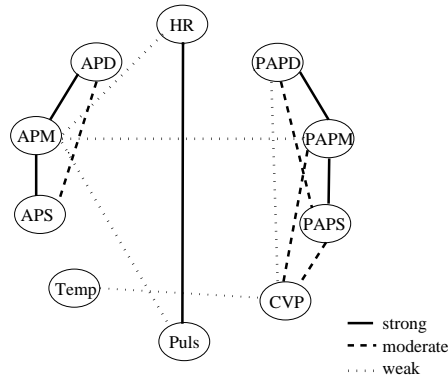 HR
APD
PAPD
APM
PAPM
APS
PAPS
Temp
CVP
Puls
strong
moderate
weak